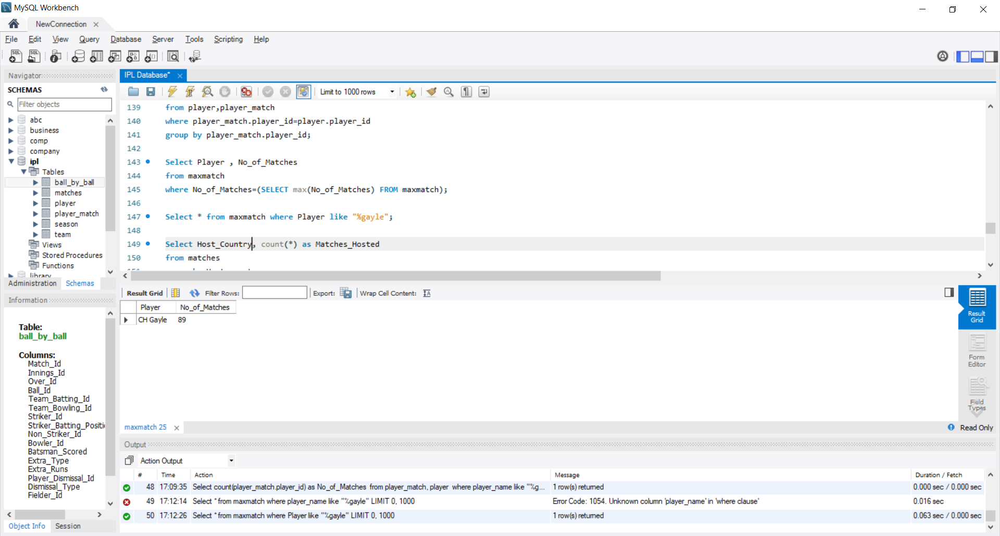 MySQL Workbench
NewConnection
File Edit View Query Database Server Tools Scripting Help
Navigator
SCHEMAS
Filter objects
abc
business
comp
company
ipl
Tables
ball_by_ball
matches
player
player_match
season
team
Views
Stored Procedures
Functions
library
Administration Schemas
Information
Table:
ball_by_ball
Columns:
Match_Id
Innings_Id
Over_Id
Ball_Id
Team_Batting_Id
Team_Bowling_Id
Striker_Id
Striker_Batting_Positi
Non_Striker_Id
Bowler_Id
Batsman_Scored
Extra_Type
Extra_Runs
Player_Dismissal_Id
Dismissal_Type
Fielder_Id
Object Info Session
IPL Database*
Limit to 1000 rows
139 from player,player_match
140 where player_match.player_id=player.player_id
141 group by player_match.player_id;
142
143 Select Player , No_of_Matches
144 from maxmatch
145 where No_of_Matches=(SELECT max(No_of_Matches) FROM maxmatch);
146
147 Select * from maxmatch where Player like "%gayle";
148
149 Select Host_Country, count(*) as Matches_Hosted
150 from matches
Result Grid Filter Rows: Export: Wrap Cell Content:
Player No_of_Matches
CH Gayle 89
Result Grid
Form Editor
Field Types
maxmatch 25
Read Only
Output
Action Output
# Time Action Message Duration / Fetch
48 17:09:35 Select count(player_match.player_id) as No_of_Matches from player_match, player where player_name like "%g... 1 row(s) returned 0.000 sec / 0.000 sec
49 17:12:14 Select * from maxmatch where player_name like "%gayle" LIMIT 0, 1000 Error Code: 1054. Unknown column 'player_name' in 'where clause' 0.016 sec
50 17:12:26 Select * from maxmatch where Player like "%gayle" LIMIT 0, 1000 1 row(s) returned 0.063 sec / 0.000 sec